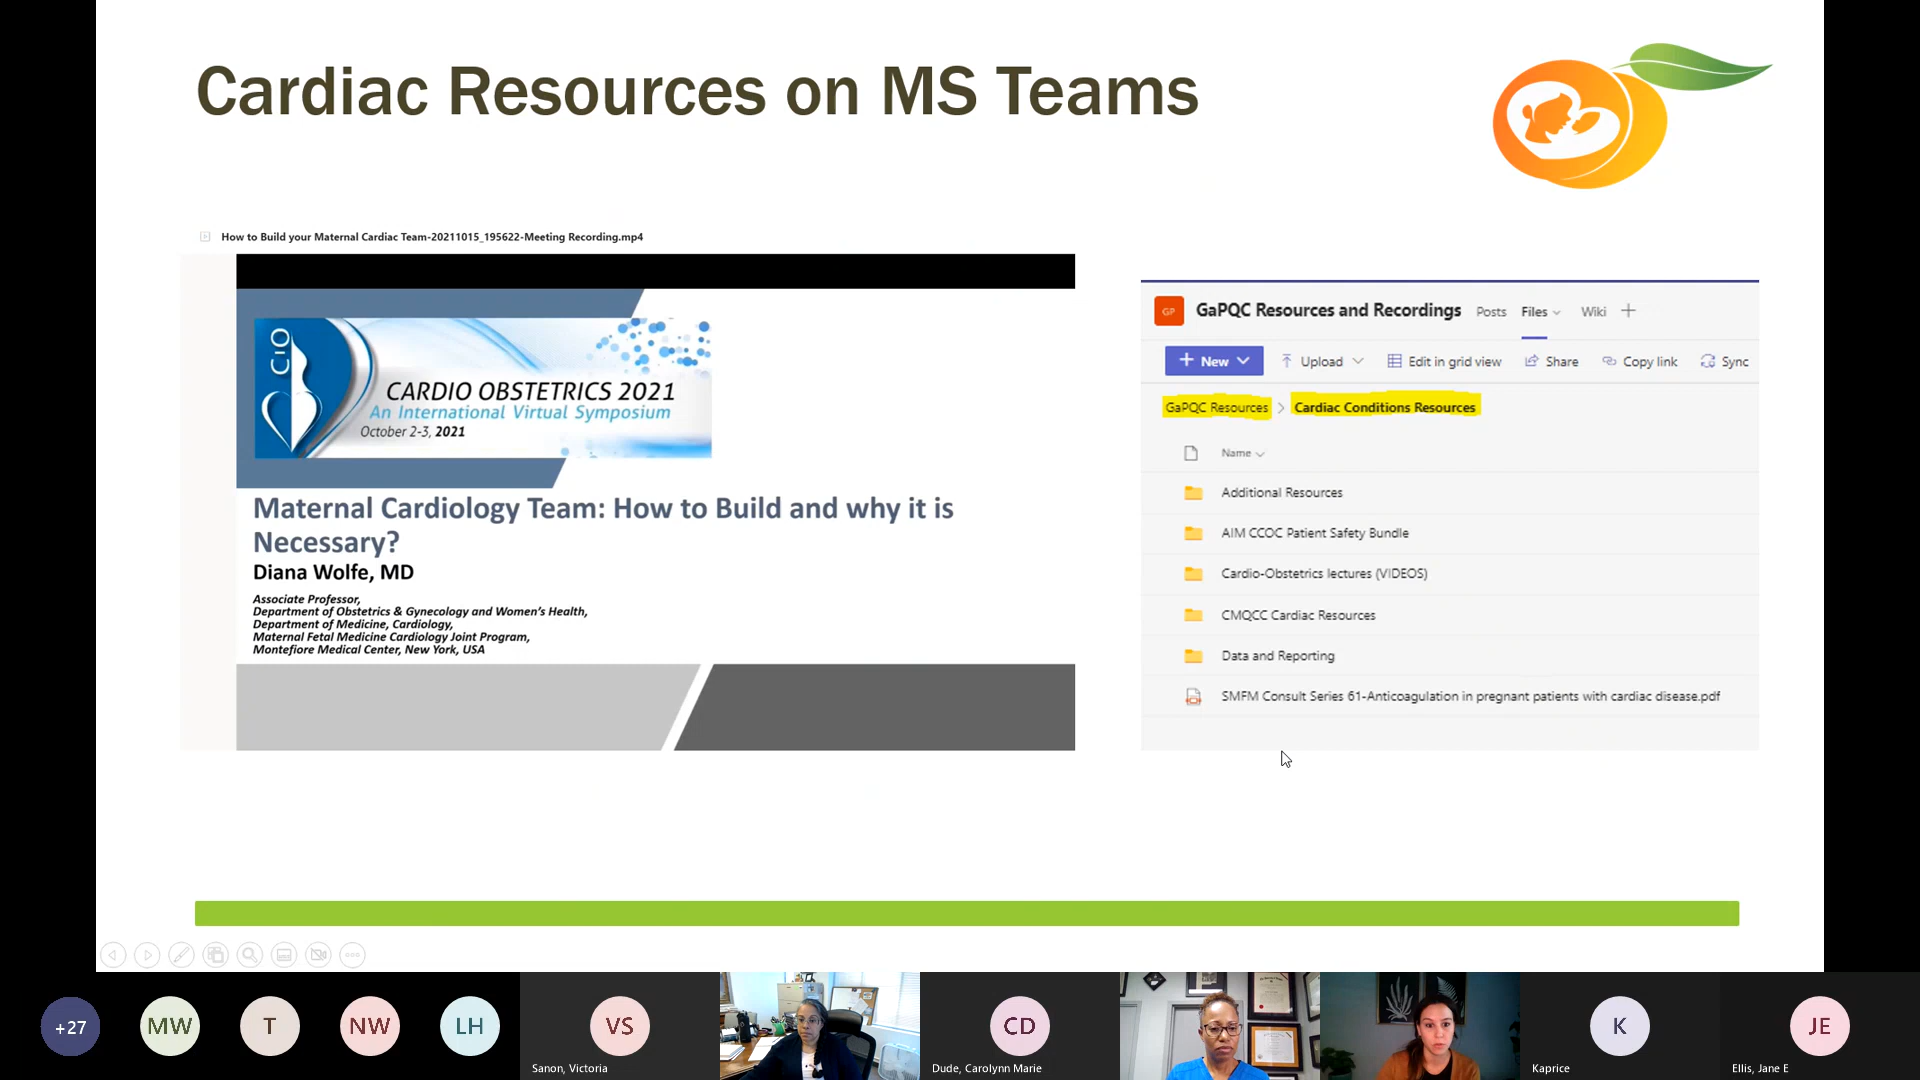 Cardiac Resources on MS Teams
How to Build your Maternal Cardiac Team-20211015_195622-Meeting Recording.mp4
CIO
CARDIO OBSTETRICS 2021
An International Virtual Symposium
October 2-3, 2021
Maternal Cardiology Team: How to Build and why it is
Necessary?
Diana Wolfe, MD
Associate Professor,
Department of Obstetrics & Gynecology and Women's Health,
Department of Medicine, Cardiology,
Maternal Fetal Medicine Cardiology Joint Program,
Montefiore Medical Center, New York, USA
GP GaPQC Resources and Recordings Posts Files Wiki +
+ New Upload Edit in grid view Share Copy link Sync
GaPQC Resources > Cardiac Conditions Resources
Name
Additional Resources
AIM CCOC Patient Safety Bundle
Cardio-Obstetrics lectures (VIDEOS)
CMQCC Cardiac Resources
Data and Reporting
SMFM Consult Series 61-Anticoagulation in pregnant patients with cardiac disease.pdf
+27 MW T NW LH VS CD K JE
Sanon, Victoria Dude, Carolynn Marie Kaprice Ellis, Jane E